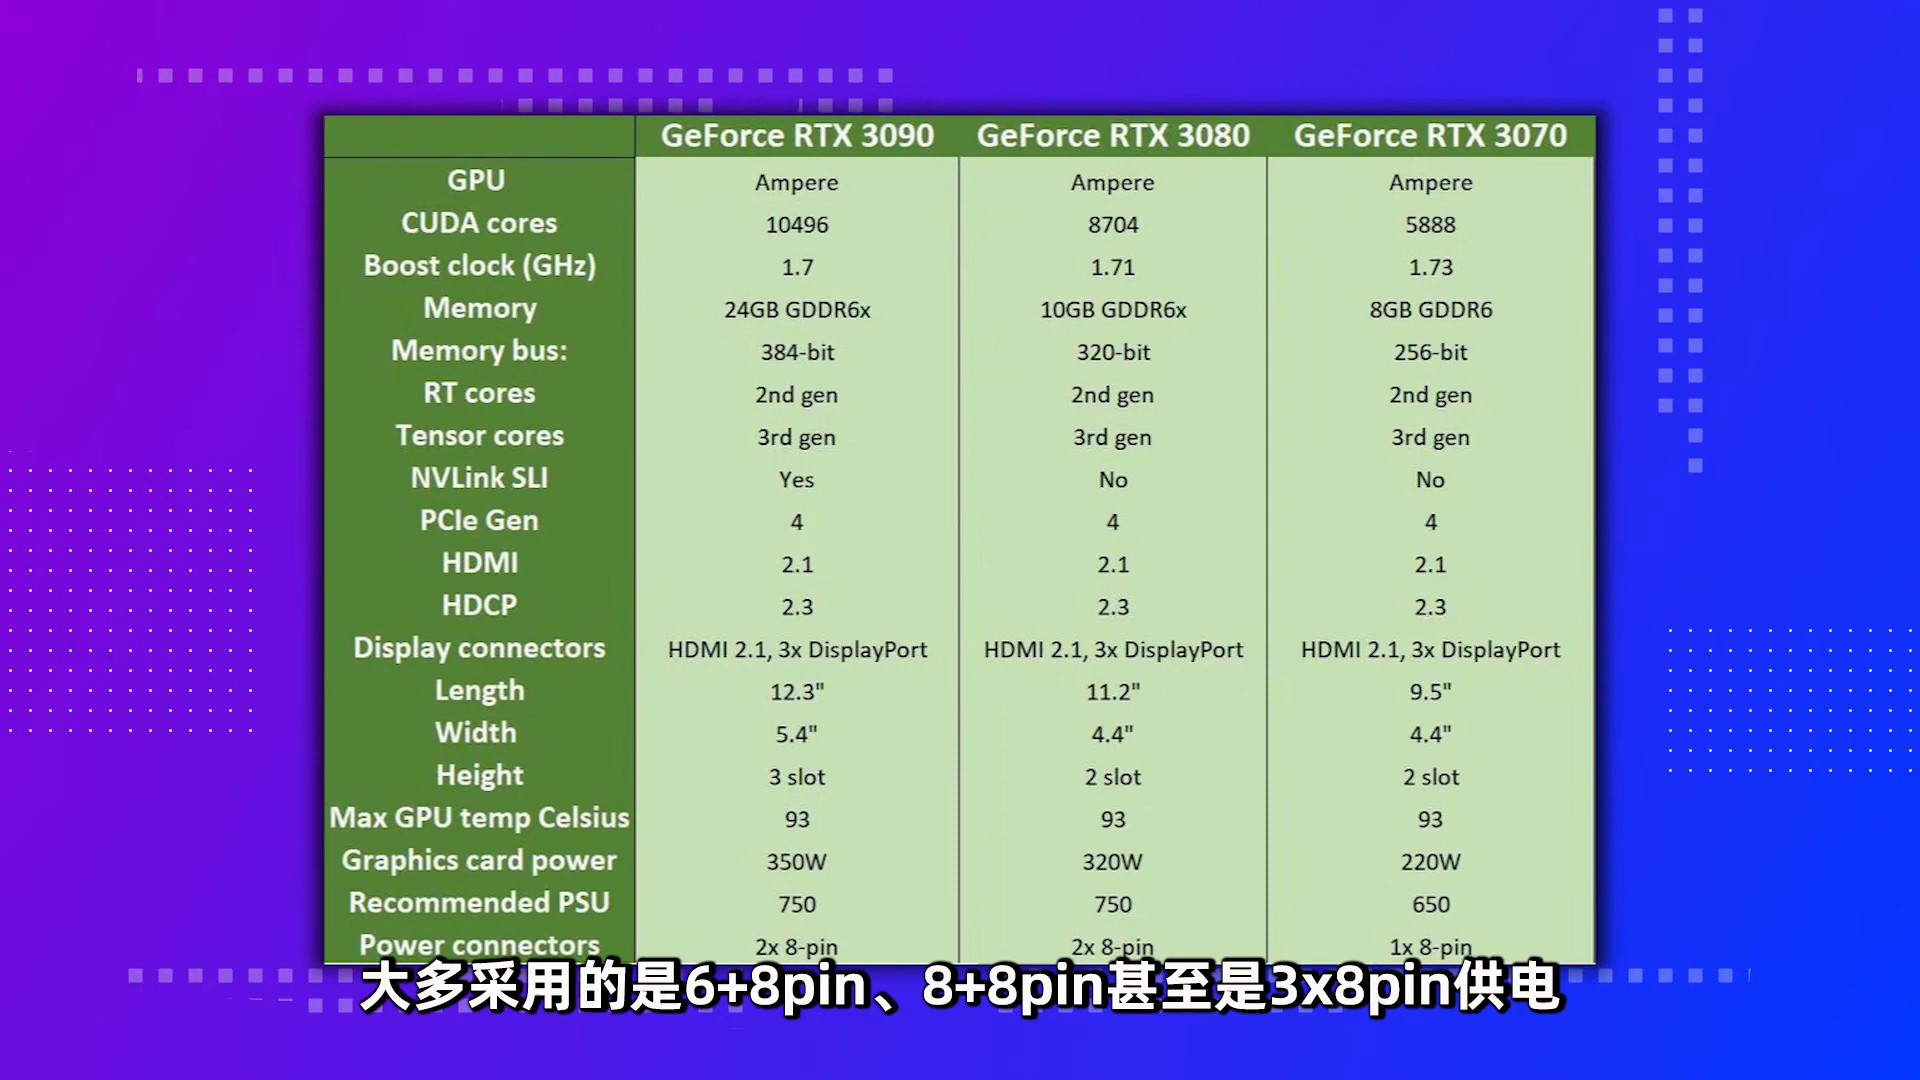 GeForce RTX 3090 GeForce RTX 3080 GeForce RTX 3070
GPU Ampere Ampere Ampere
CUDA cores 10496 8704 5888
Boost clock (GHz) 1.7 1.71 1.73
Memory 24GB GDDR6x 10GB GDDR6x 8GB GDDR6
Memory bus: 384-bit 320-bit 256-bit
RT cores 2nd gen 2nd gen 2nd gen
Tensor cores 3rd gen 3rd gen 3rd gen
NVLink SLI Yes No No
PCIe Gen 4 4 4
HDMI 2.1 2.1 2.1
HDCP 2.3 2.3 2.3
Display connectors HDMI 2.1, 3x DisplayPort HDMI 2.1, 3x DisplayPort HDMI 2.1, 3x DisplayPort
Length 12.3" 11.2" 9.5"
Width 5.4" 4.4" 4.4"
Height 3 slot 2 slot 2 slot
Max GPU temp Celsius 93 93 93
Graphics card power 350W 320W 220W
Recommended PSU 750 750 650
Power connectors 2x 8-pin 2x 8-pin 1x 8-pin
大多采用的是6+8pin、8+8pin甚至是3x8pin供电